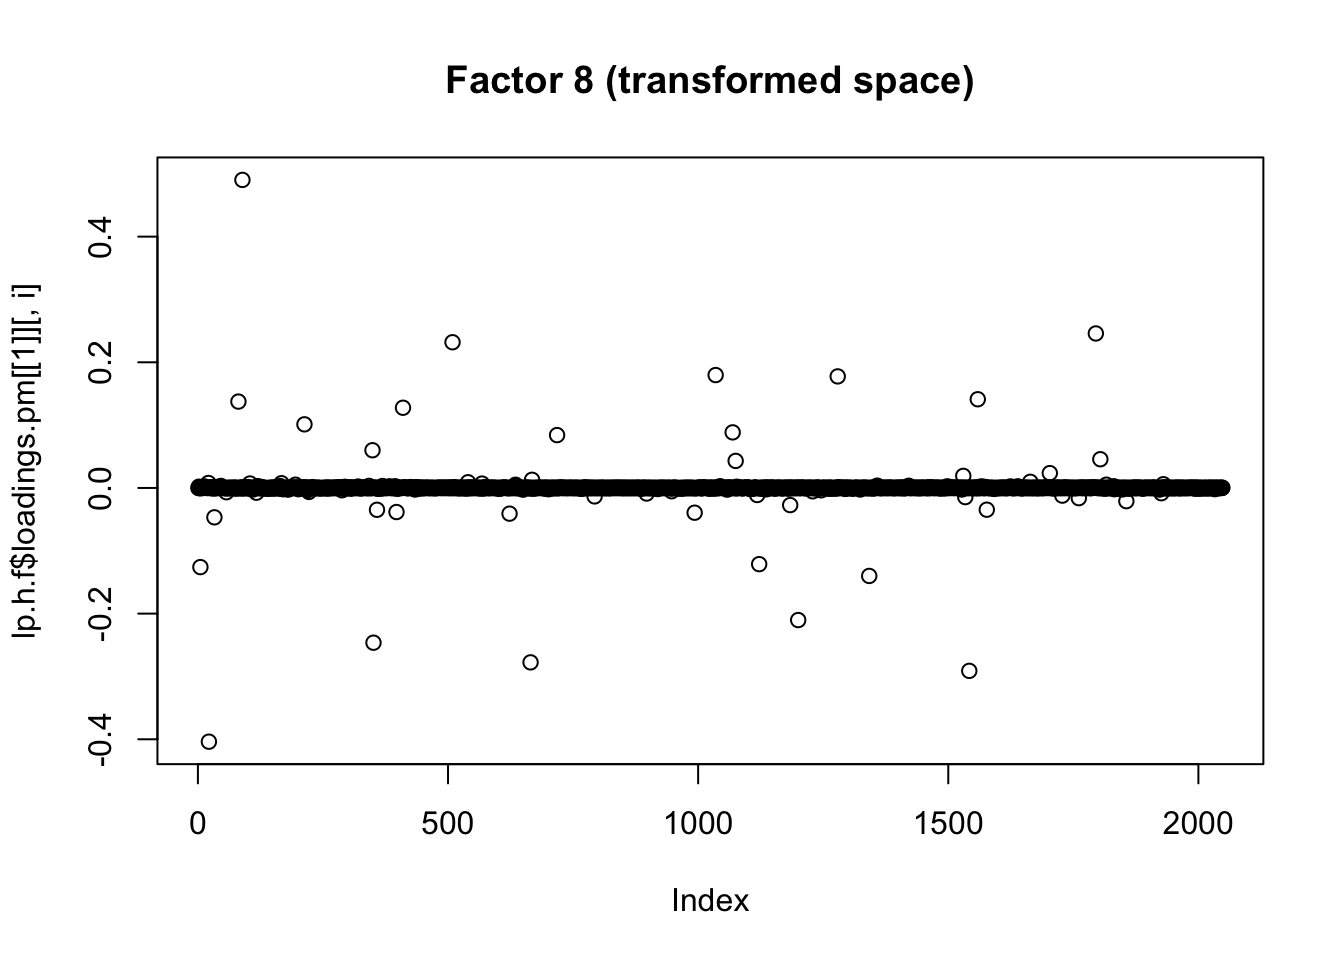 Factor 8 (transformed space)
lp.h.f$loadings.pm[[1]][, i]
0.4
0.2
0.0
-0.2
-0.4
0 500 1000 1500 2000
Index